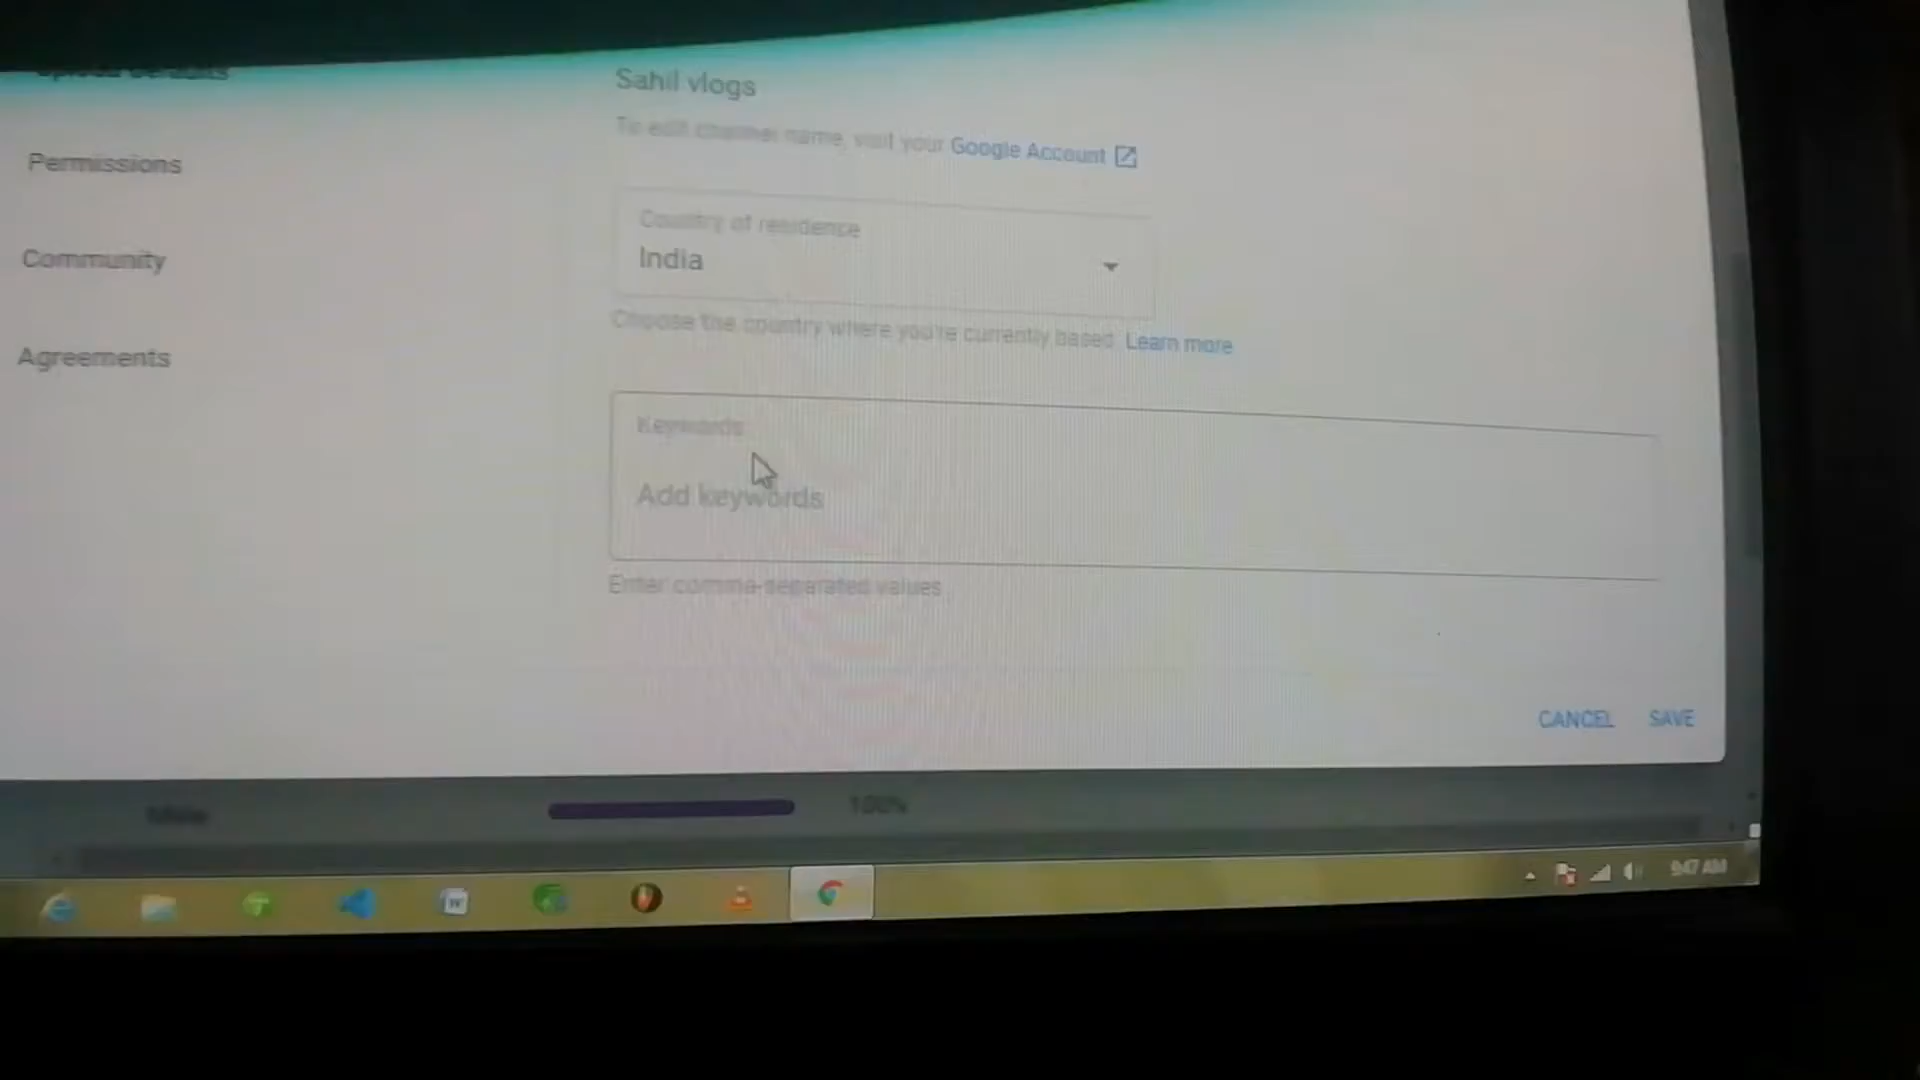 Upload defaults
Permissions
Community
Agreements
Sahil vlogs
To edit channel name, visit your Google Account
Country of residence
India
Choose the country where you're currently based. Learn more
Keywords
Add keywords
Enter comma-separated values
CANCEL SAVE
100%
9:47 AM